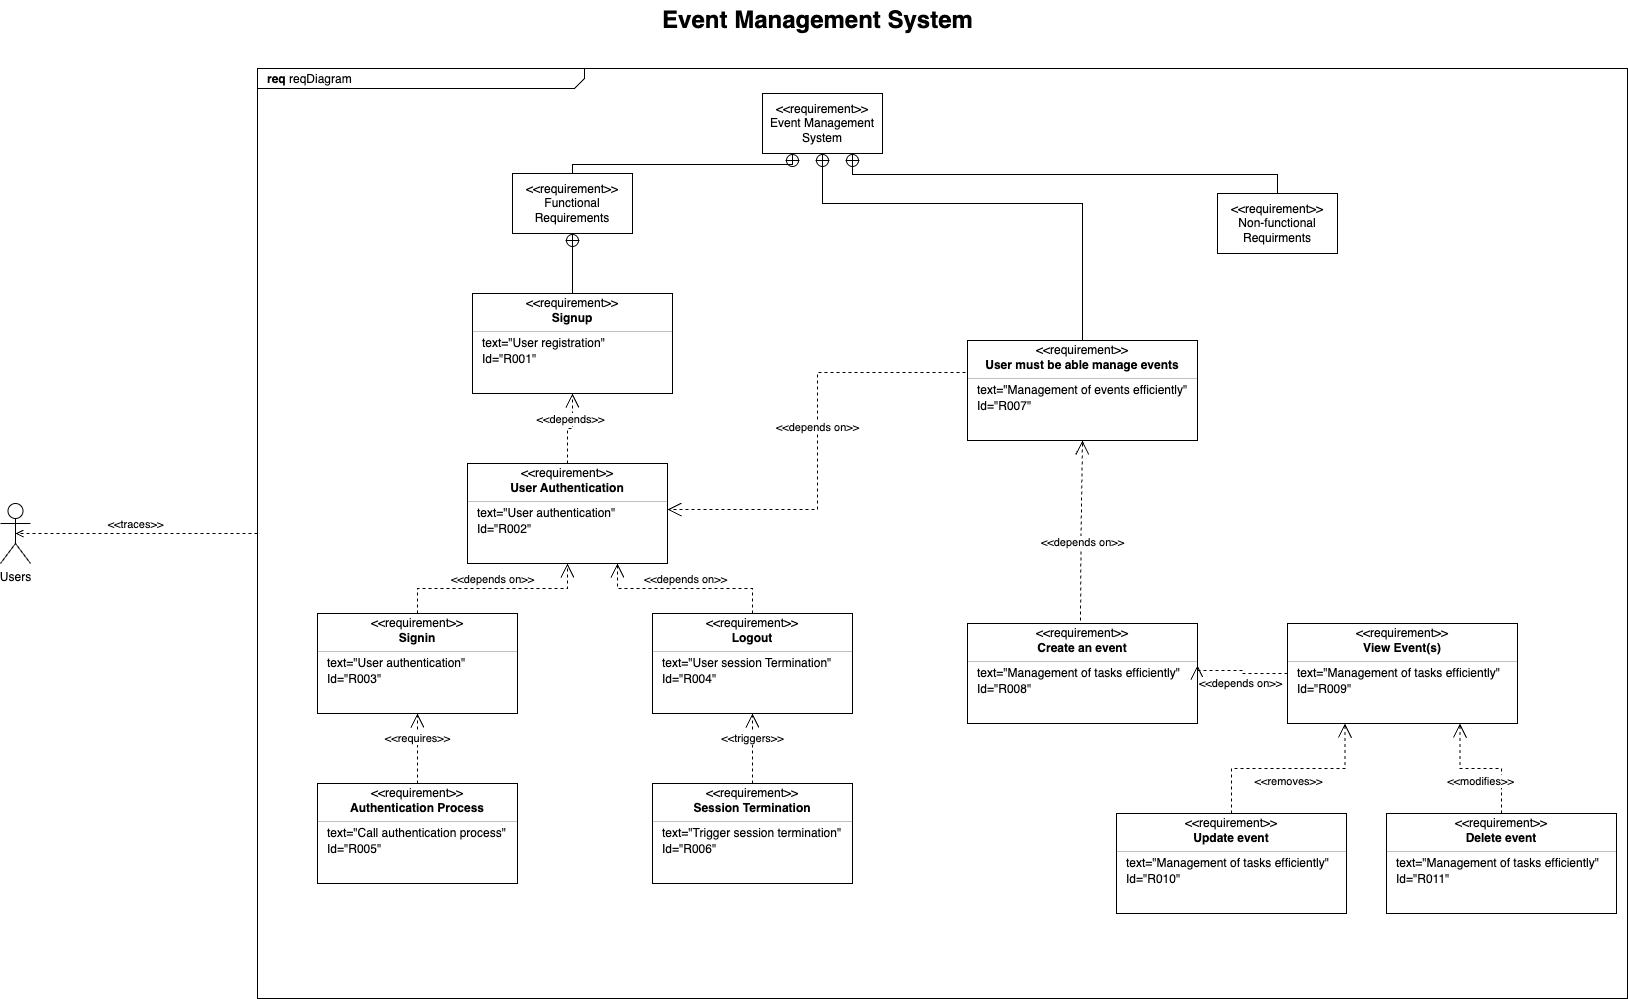 Event Management System
req reqDiagram
<<requirement>>
Event Management
System
<<requirement>>
Functional
Requirements
<<requirement>>
Non-functional
Requirments
<<requirement>>
Signup
text="User registration"
Id="R001"
<<requirement>>
User must be able manage events
text="Management of events efficiently"
Id="R007"
<<depends>>
<<depends on>>
<<requirement>>
User Authentication
text="User authentication"
Id="R002"
<<traces>>
Users
<<depends on>>
<<depends on>>
<<depends on>>
<<requirement>>
Signin
text="User authentication"
Id="R003"
<<requirement>>
Logout
text="User session Termination"
Id="R004"
<<requirement>>
Create an event
text="Management of tasks efficiently"
Id="R008"
<<depends on>>
<<requirement>>
View Event(s)
text="Management of tasks efficiently"
Id="R009"
<<requires>>
<<triggers>>
<<removes>>
<<modifies>>
<<requirement>>
Authentication Process
text="Call authentication process"
Id="R005"
<<requirement>>
Session Termination
text="Trigger session termination"
Id="R006"
<<requirement>>
Update event
text="Management of tasks efficiently"
Id="R010"
<<requirement>>
Delete event
text="Management of tasks efficiently"
Id="R011"